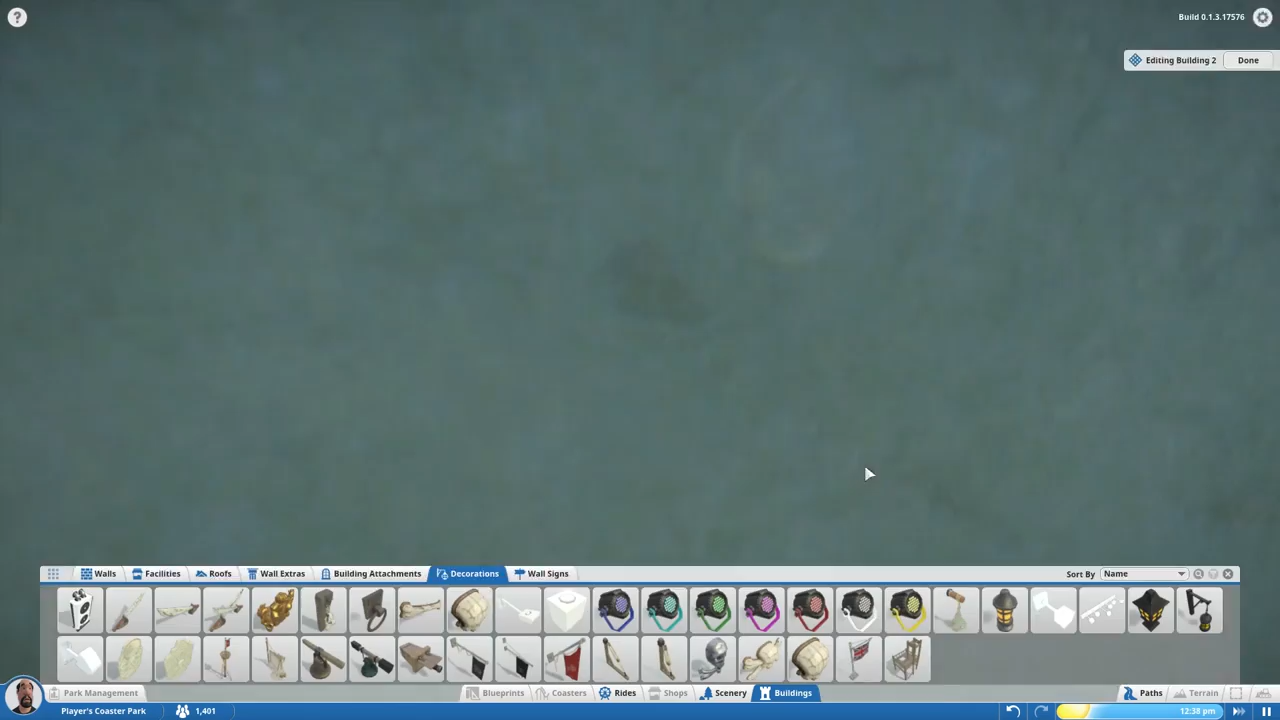 ?
Build 0.1.3.17576
Editing Building 2 Done
Walls Facilities Roofs Wall Extras Building Attachments Decorations Wall Signs Sort By Name
Park Management Blueprints Coasters Rides Shops Scenery Buildings Paths Terrain
Player's Coaster Park 1,401 12:38 pm